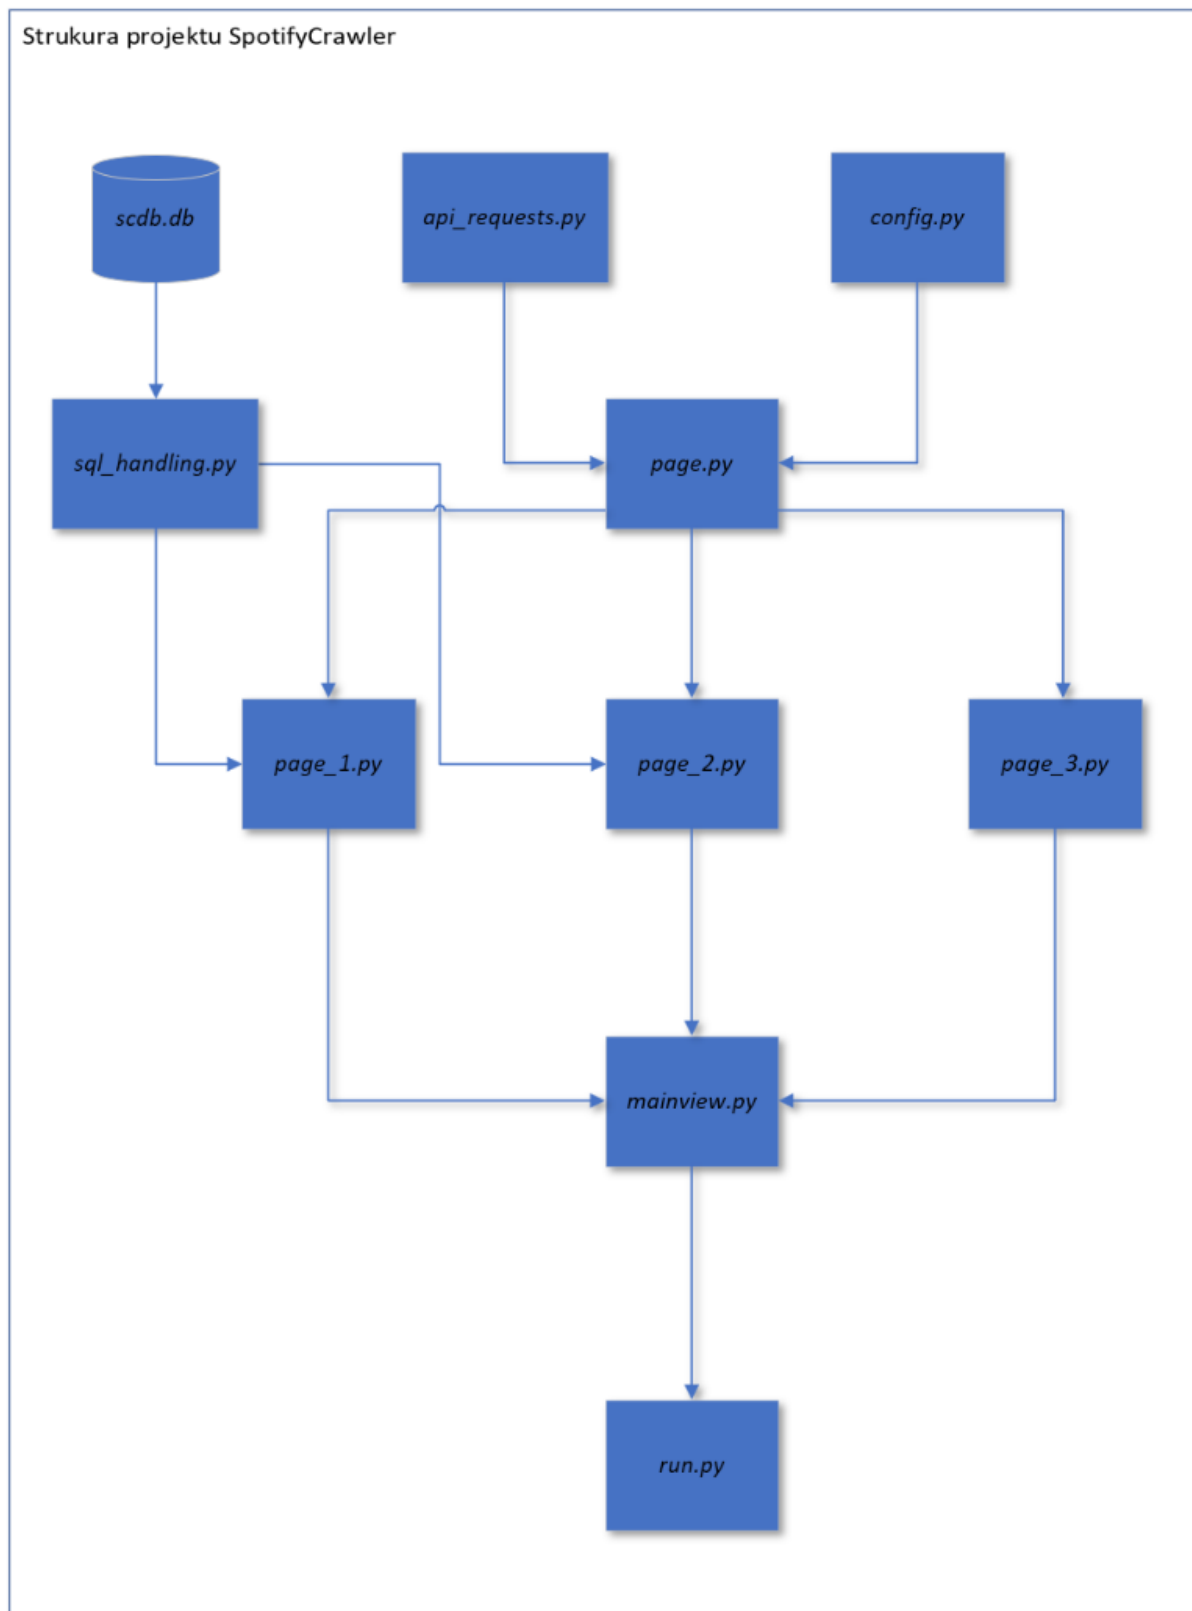 Strukura projektu SpotifyCrawler
scdb.db
api_requests.py
config.py
sql_handling.py
page.py
page_1.py
page_2.py
page_3.py
mainview.py
run.py